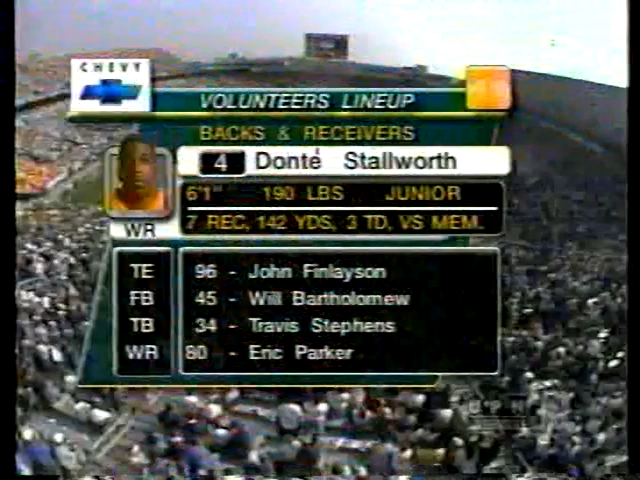 CHEVY
VOLUNTEERS LINEUP
BACKS & RECEIVERS
4 Donté Stallworth
6'1" 190 LBS JUNIOR
7 REC, 142 YDS, 3 TD, VS MEM.
WR
TE 96 - John Finlayson
FB 45 - Will Bartholomew
TB 34 - Travis Stephens
WR 80 - Eric Parker
UPN